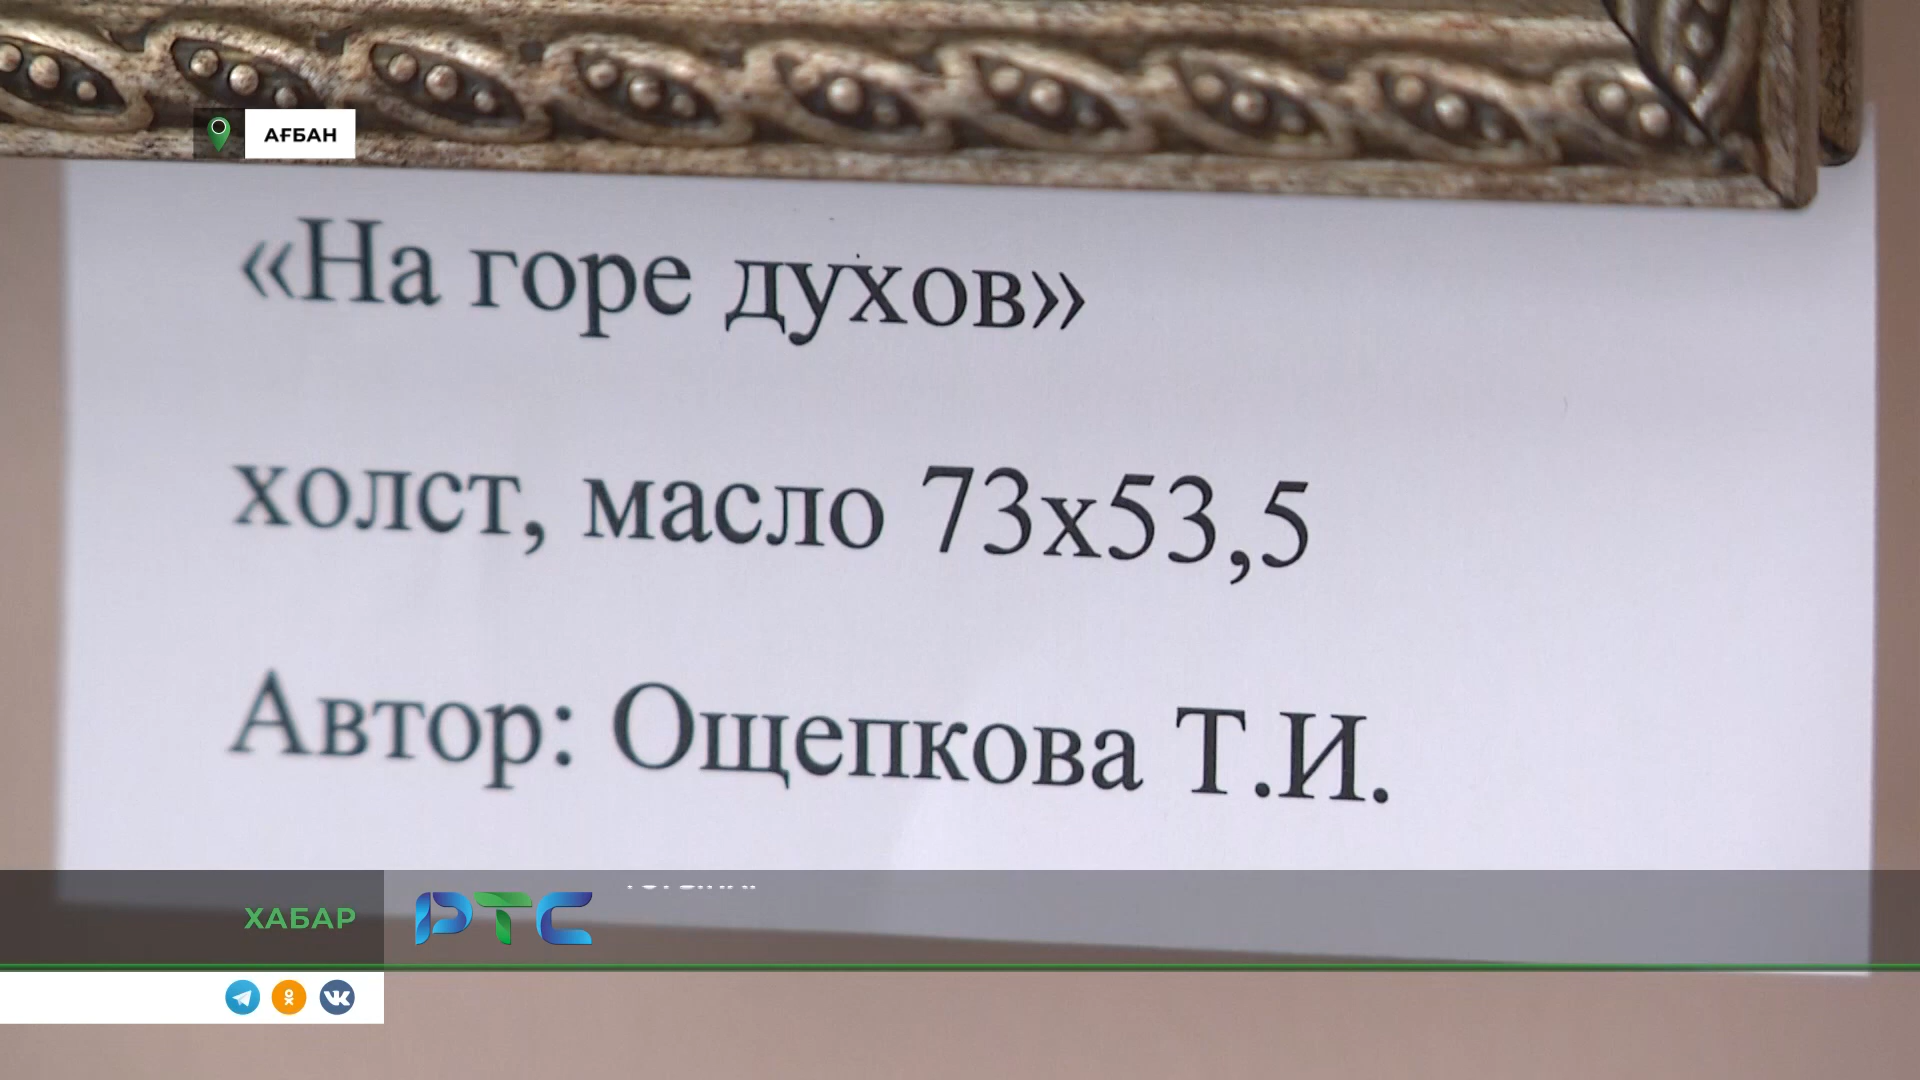 АҒБАН
«На горе духов»
холст, масло 73х53,5
Автор: Ощепкова Т.И.
ХАБАР
РТС